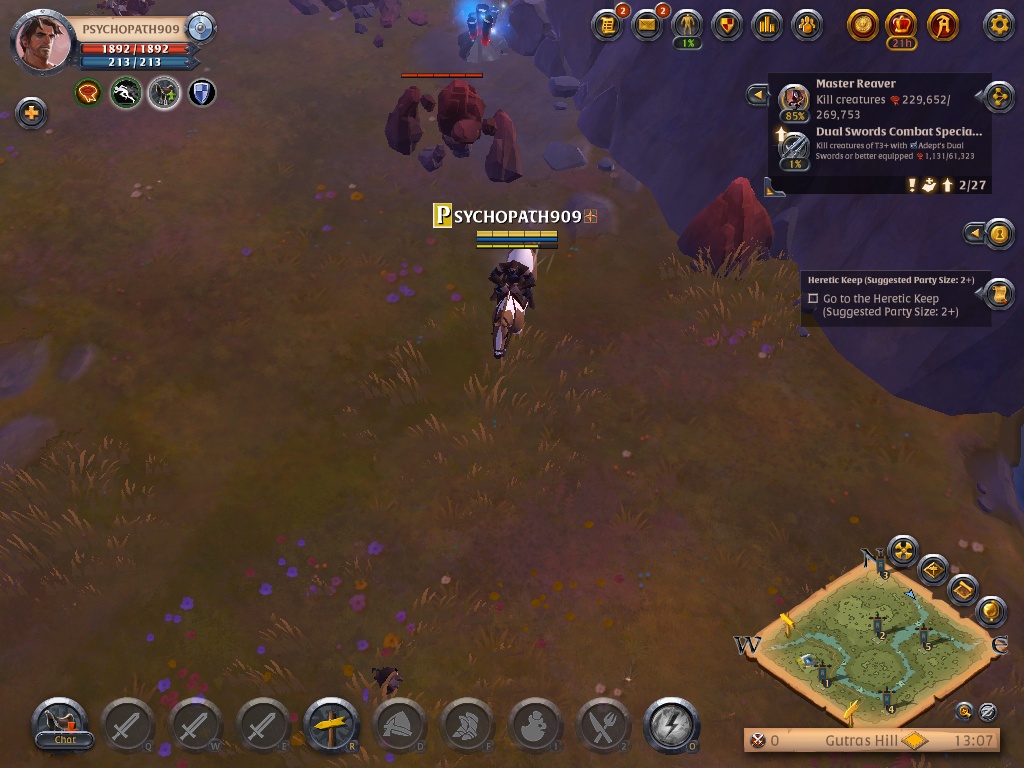 PSYCHOPATH909
1892 / 1892
213 / 213
2
2
1%
21h
Master Reaver
Kill creatures 229,652/
269,753
85%
Dual Swords Combat Specia...
Kill creatures of T3+ with Adept's Dual
Swords or better equipped 1,131/61,323
1%
2/27
PSYCHOPATH909
Heretic Keep (Suggested Party Size: 2+)
Go to the Heretic Keep
(Suggested Party Size: 2+)
N
3
2
W
5
E
1
4
Chat
Q
W
E
R
D
F
1
2
O
0
Gutras Hill
13:07